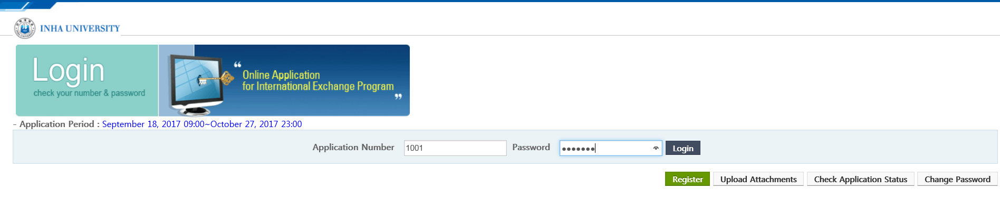 INHA UNIVERSITY
Login
check your number & password
“ Online Application
for International Exchange Program ”
- Application Period : September 18, 2017 09:00~October 27, 2017 23:00
Application Number 1001 Password ●●●●●●● Login
Register Upload Attachments Check Application Status Change Password